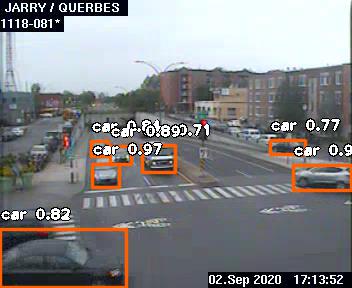 JARRY / QUERBES
1118-081*
car 0.77
car 0.89
0.71
car 0.97
car 0.9
car 0.82
02.Sep 2020 17:13:52